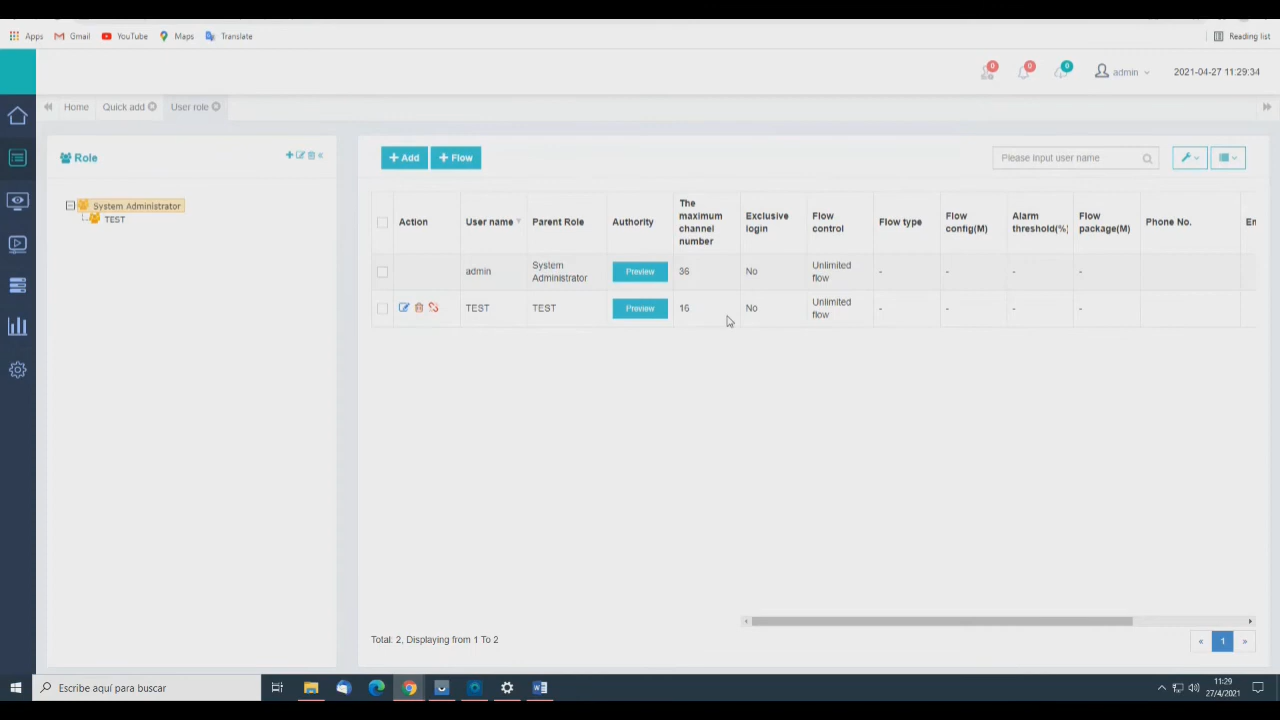 Apps Gmail YouTube Maps Translate Reading list
0 0 0 admin 2021-04-27 11:29:34
Home Quick add User role
Role
+ Add + Flow Please input user name
System Administrator
TEST
Action User name Parent Role Authority The maximum channel number Exclusive login Flow control Flow type Flow config(M) Alarm threshold(%) Flow package(M) Phone No. En
admin System Administrator Preview 36 No Unlimited flow - - - -
TEST TEST Preview 16 No Unlimited flow - - - -
Total: 2, Displaying from 1 To 2
« 1 »
Escribe aquí para buscar
11:29
27/4/2021